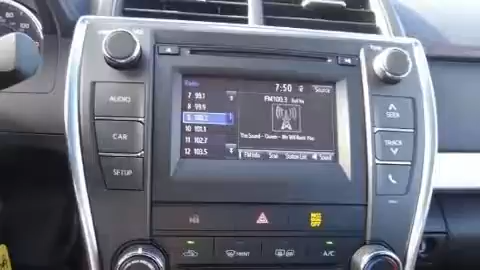 7:50
Source
7 99.1
8 99.9
FM100.3
9 100.3
10 101.1
11 102.7
12 103.5
The Sound - Queen - We Will Rock You
FM Info Scan Station List Sound
AUDIO
CAR
SETUP
SEEK
TRACK
FRONT
A/C